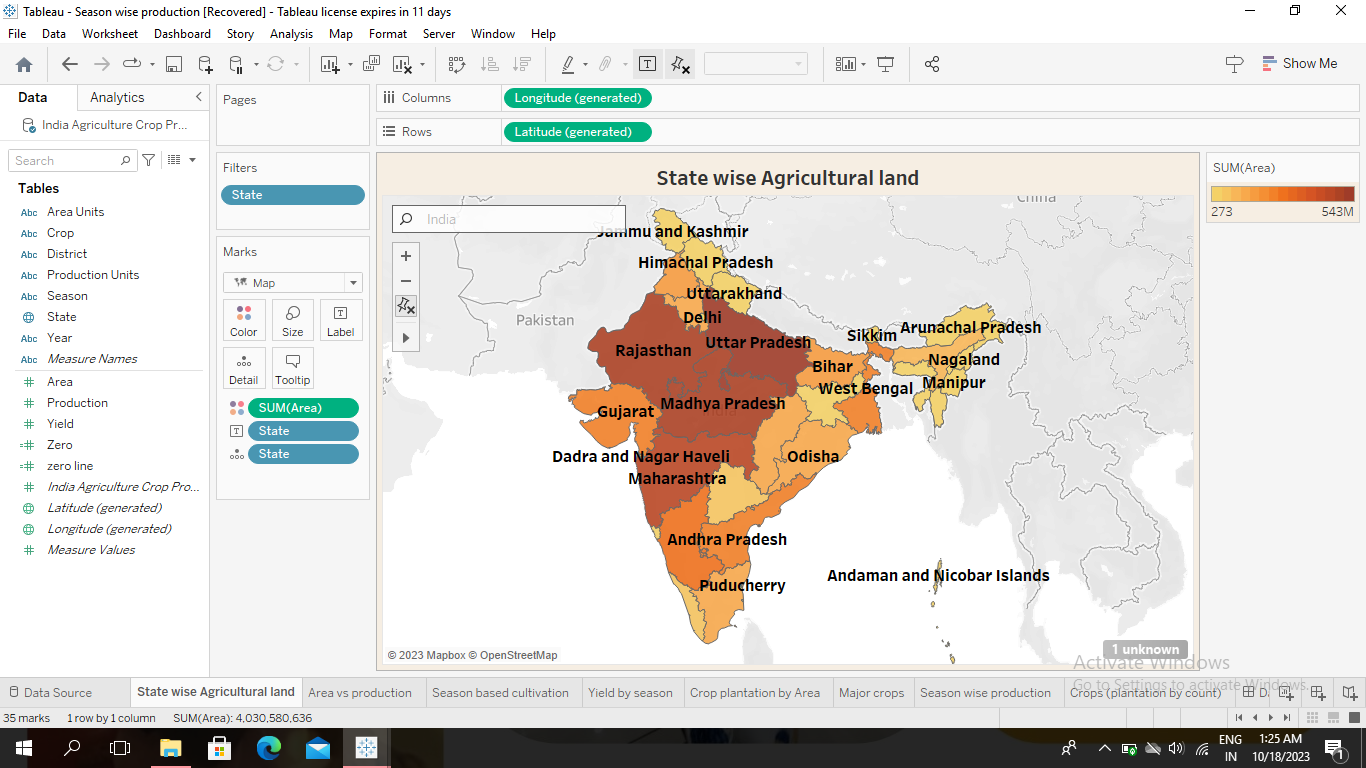 Tableau - Season wise production [Recovered] - Tableau license expires in 11 days
File Data Worksheet Dashboard Story Analysis Map Format Server Window Help
Show Me
Data Analytics
India Agriculture Crop Pr...
Search
Tables
Abc Area Units
Abc Crop
Abc District
Abc Production Units
Abc Season
State
Abc Year
Abc Measure Names
Area
Production
Yield
Zero
zero line
India Agriculture Crop Pro...
Latitude (generated)
Longitude (generated)
Measure Values
Pages
Filters
State
Marks
Map
Color Size Label
Detail Tooltip
SUM(Area)
State
State
Columns Longitude (generated)
Rows Latitude (generated)
State wise Agricultural land
India
China
Jammu and Kashmir
Himachal Pradesh
Uttarakhand
Delhi
Pakistan
Sikkim Arunachal Pradesh
Rajasthan Uttar Pradesh
Bihar Nagaland
West Bengal Manipur
Gujarat Madhya Pradesh
Dadra and Nagar Haveli Odisha
Maharashtra
Andhra Pradesh
Andaman and Nicobar Islands
Puducherry
© 2023 Mapbox © OpenStreetMap
1 unknown
SUM(Area)
273 543M
Activate Windows
Go to Settings to activate Windows.
Data Source State wise Agricultural land Area vs production Season based cultivation Yield by season Crop plantation by Area Major crops Season wise production Crops (plantation by count) D.
35 marks 1 row by 1 column SUM(Area): 4,030,580,636
ENG 1:25 AM
IN 10/18/2023
1